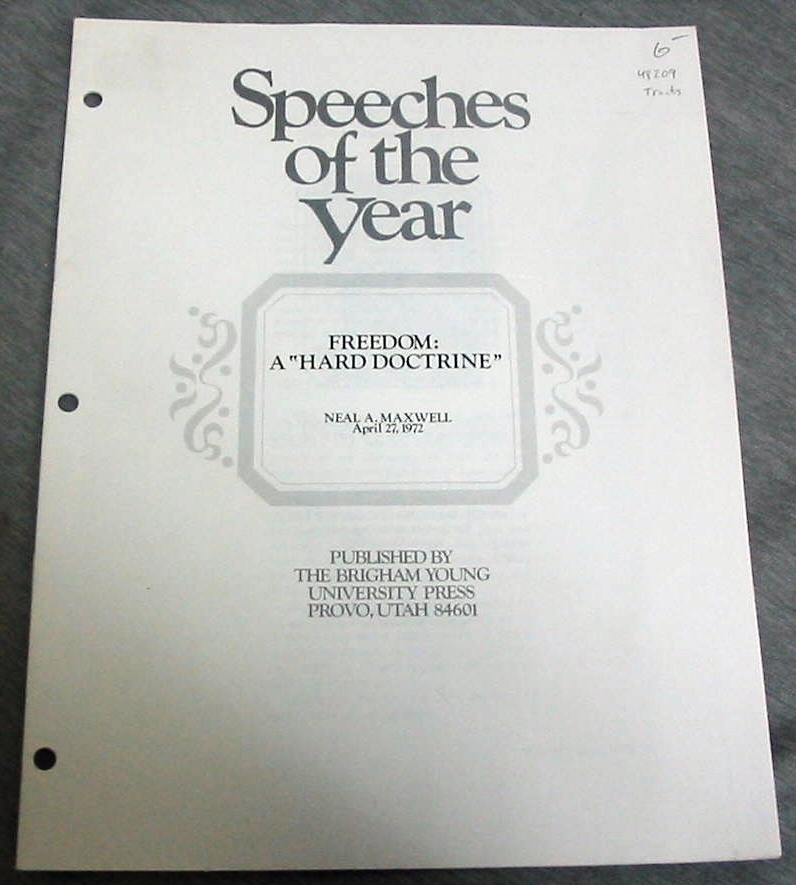 6-
48209
Tracts
Speeches
of the
year
FREEDOM:
A "HARD DOCTRINE"
NEAL A. MAXWELL
April 27, 1972
PUBLISHED BY
THE BRIGHAM YOUNG
UNIVERSITY PRESS
PROVO, UTAH 84601